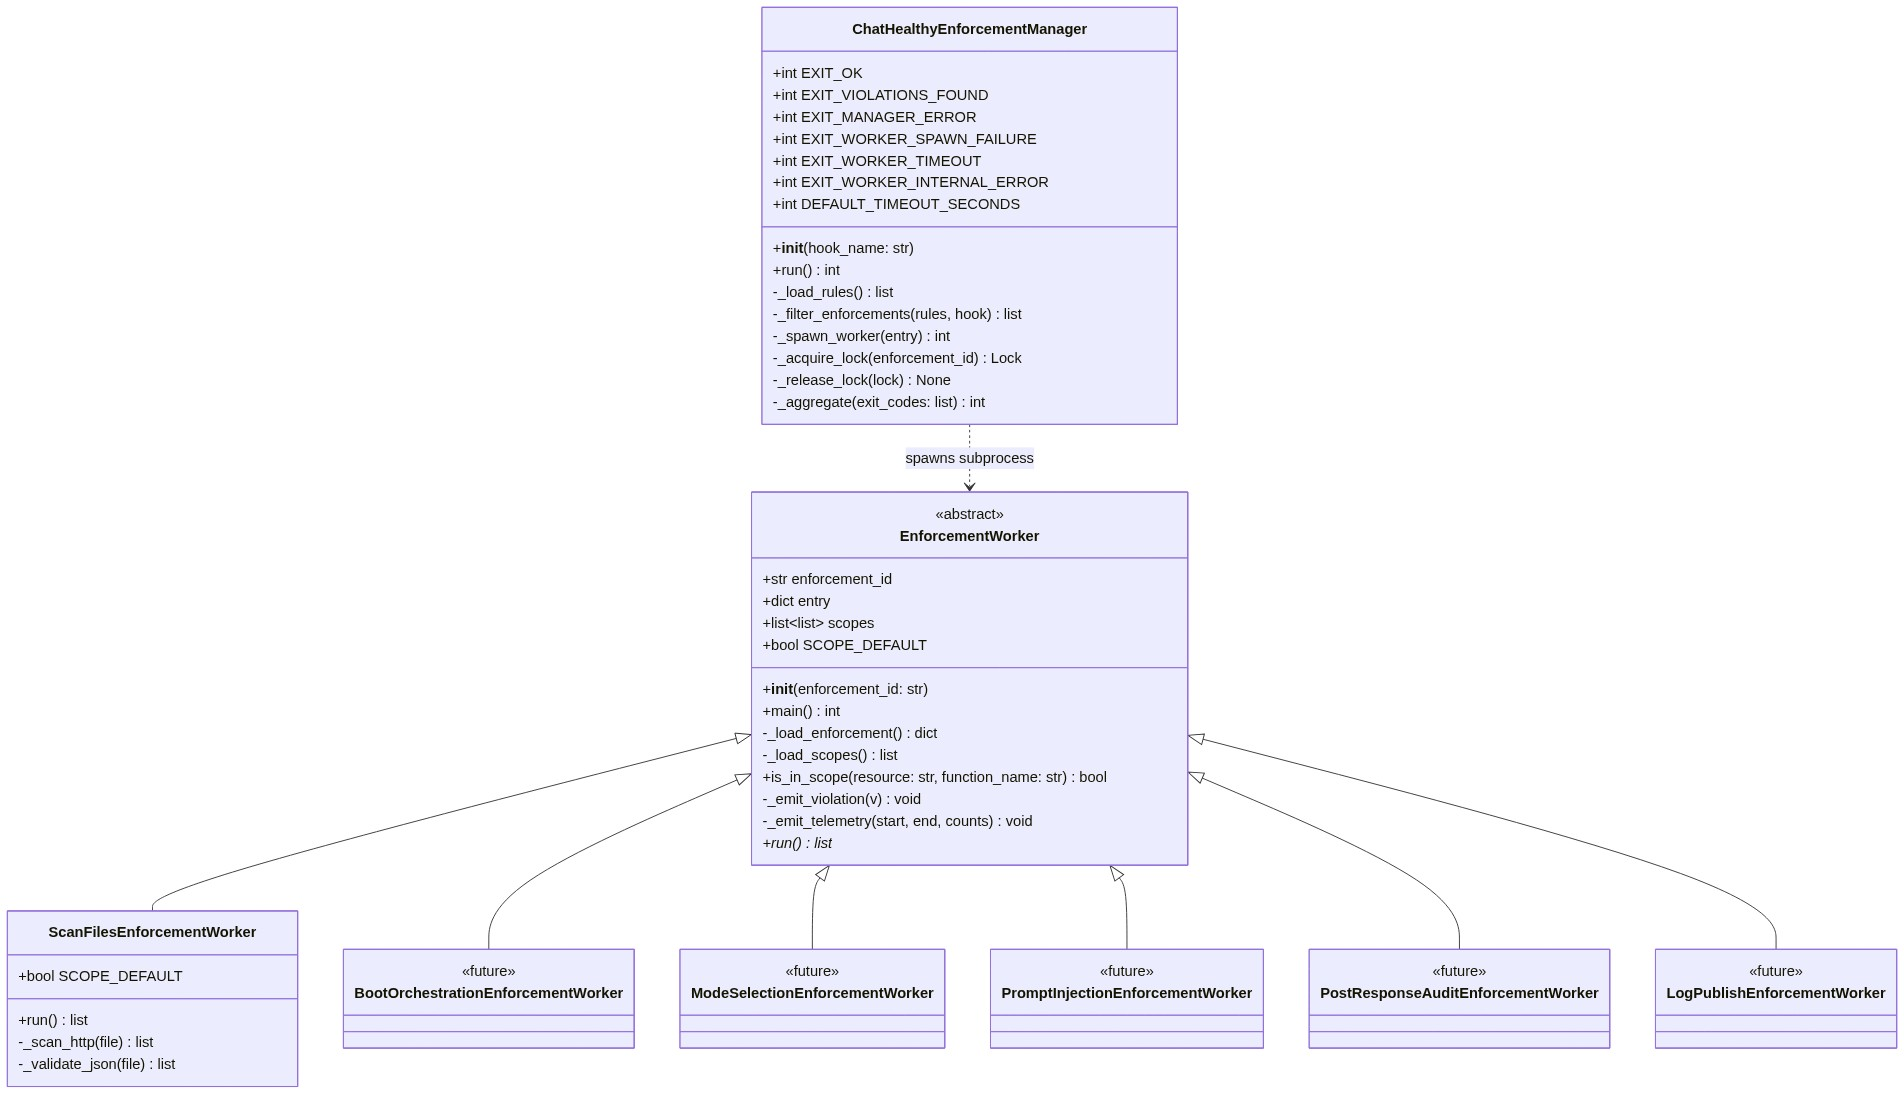 ChatHealthyEnforcementManager
+int EXIT_OK
+int EXIT_VIOLATIONS_FOUND
+int EXIT_MANAGER_ERROR
+int EXIT_WORKER_SPAWN_FAILURE
+int EXIT_WORKER_TIMEOUT
+int EXIT_WORKER_INTERNAL_ERROR
+int DEFAULT_TIMEOUT_SECONDS
+init(hook_name: str)
+run() : int
-_load_rules() : list
-_filter_enforcements(rules, hook) : list
-_spawn_worker(entry) : int
-_acquire_lock(enforcement_id) : Lock
-_release_lock(lock) : None
-_aggregate(exit_codes: list) : int
spawns subprocess
«abstract»
EnforcementWorker
+str enforcement_id
+dict entry
+list<list> scopes
+bool SCOPE_DEFAULT
+init(enforcement_id: str)
+main() : int
-_load_enforcement() : dict
-_load_scopes() : list
+is_in_scope(resource: str, function_name: str) : bool
-_emit_violation(v) : void
-_emit_telemetry(start, end, counts) : void
+run() : list
ScanFilesEnforcementWorker
+bool SCOPE_DEFAULT
+run() : list
-_scan_http(file) : list
-_validate_json(file) : list
«future»
BootOrchestrationEnforcementWorker
«future»
ModeSelectionEnforcementWorker
«future»
PromptInjectionEnforcementWorker
«future»
PostResponseAuditEnforcementWorker
«future»
LogPublishEnforcementWorker